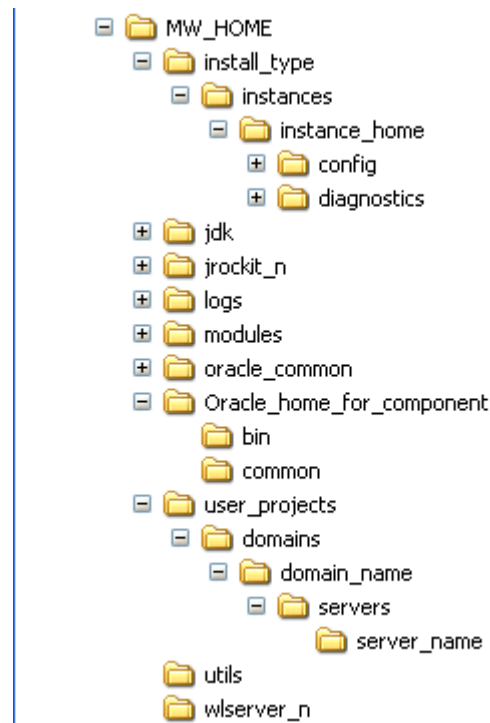 MW_HOME
install_type
instances
instance_home
config
diagnostics
jdk
jrockit_n
logs
modules
oracle_common
Oracle_home_for_component
bin
common
user_projects
domains
domain_name
servers
server_name
utils
wlserver_n